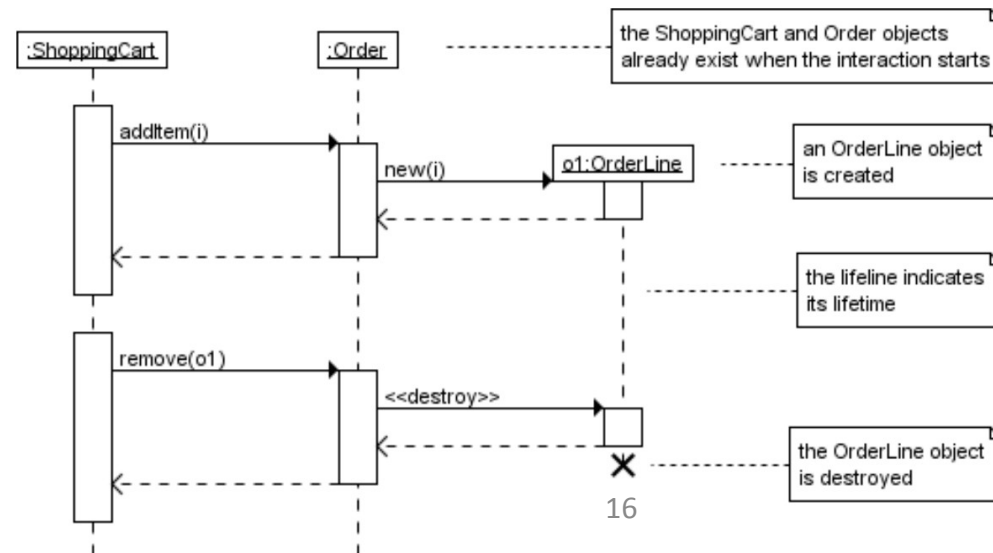 :ShoppingCart
:Order
the ShoppingCart and Order objects
already exist when the interaction starts
addItem(i)
new(i)
o1:OrderLine
an OrderLine object
is created
the lifeline indicates
its lifetime
remove(o1)
<<destroy>>
the OrderLine object
is destroyed
16